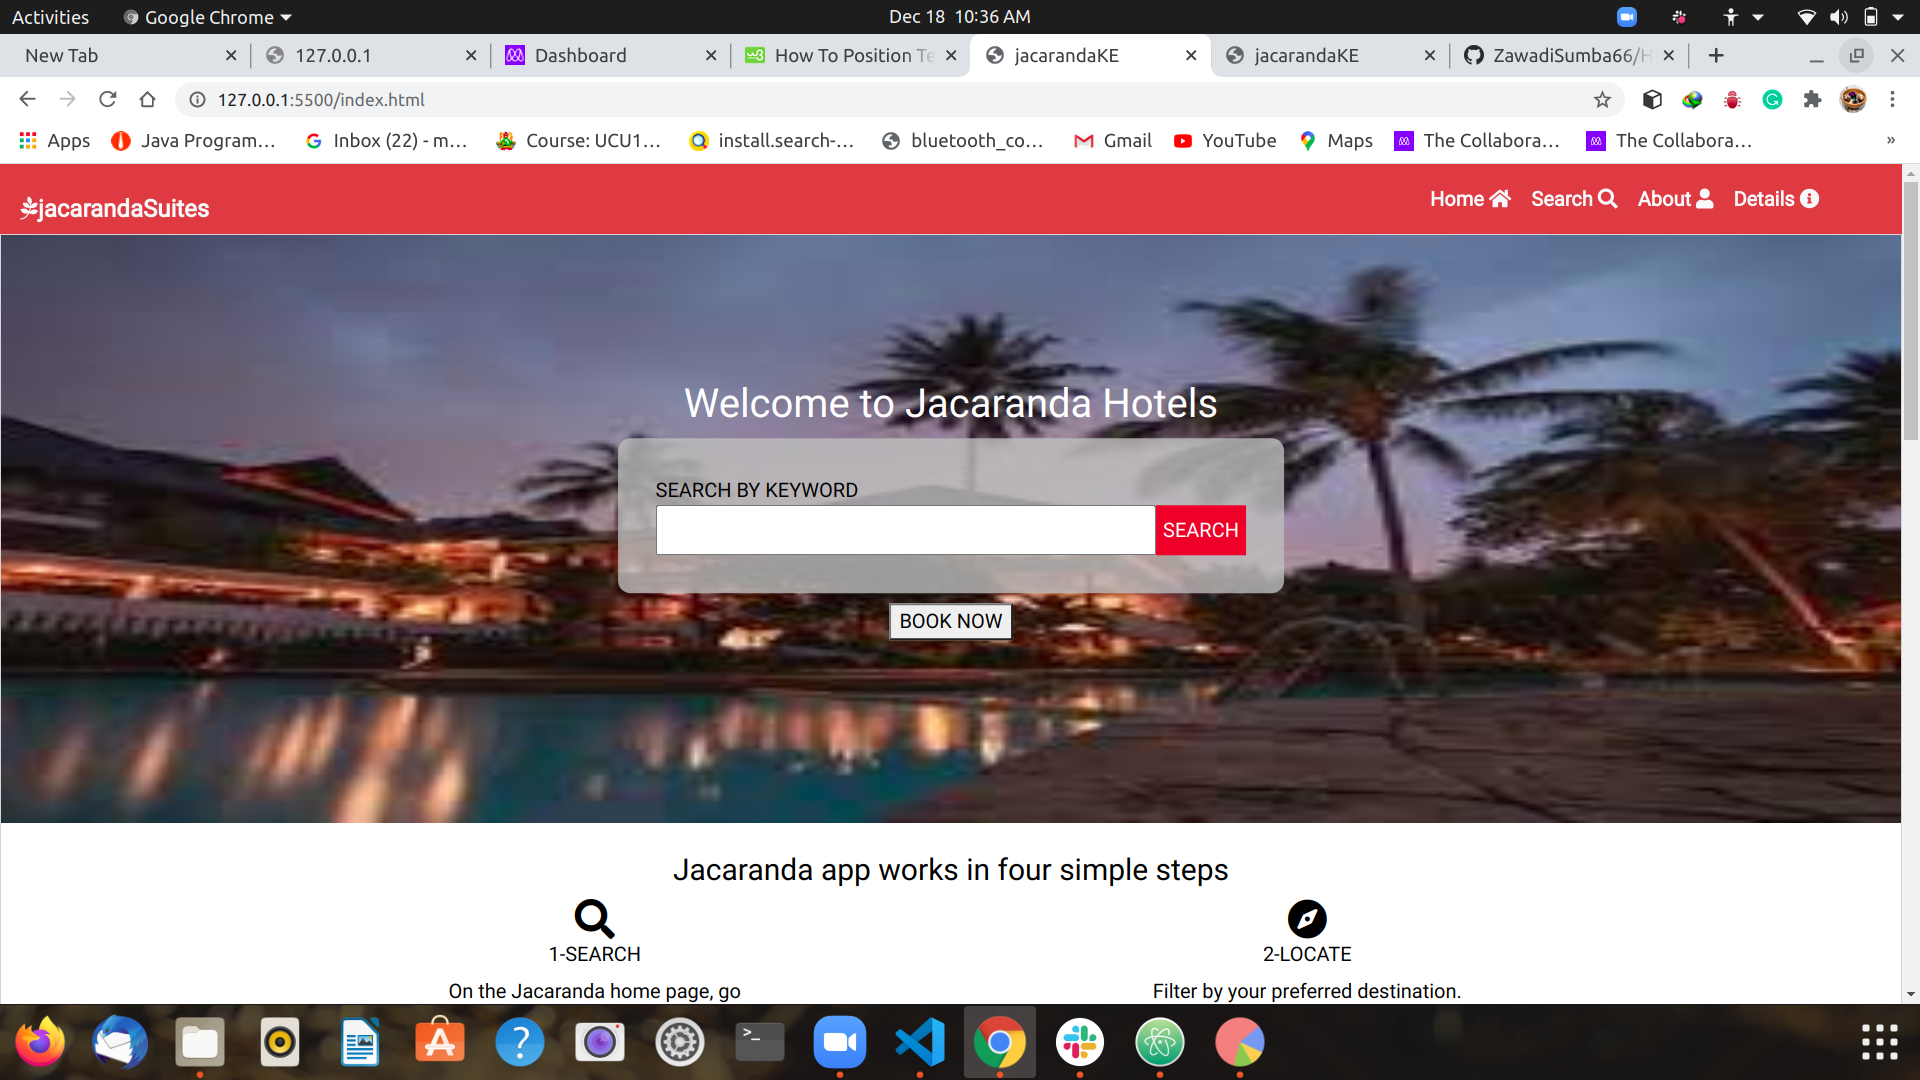 Activities Google Chrome Dec 18 10:36 AM
New Tab 127.0.0.1 Dashboard How To Position Te jacarandaKE jacarandaKE ZawadiSumba66/H
127.0.0.1:5500/index.html
Apps Java Program... Inbox (22) - m... Course: UCU1... install.search-... bluetooth_co... Gmail YouTube Maps The Collabora... The Collabora... »
jacarandaSuites Home Search About Details
Welcome to Jacaranda Hotels
SEARCH BY KEYWORD
SEARCH
BOOK NOW
Jacaranda app works in four simple steps
1-SEARCH 2-LOCATE
On the Jacaranda home page, go Filter by your preferred destination.